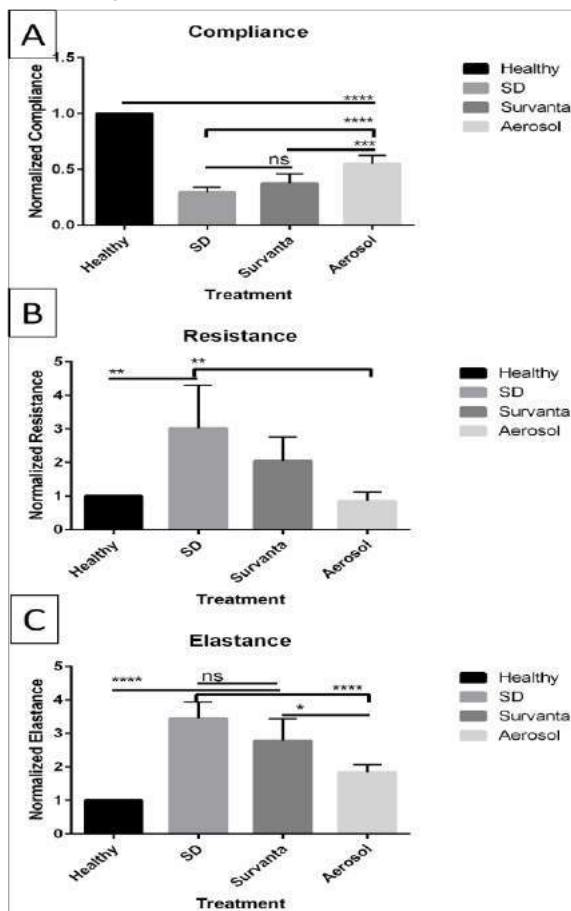 A
Compliance
Normalized Compliance
1.5
1.0
0.5
0.0
****
****
***
ns
Healthy
SD
Survanta
Aerosol
Treatment
Healthy
SD
Survanta
Aerosol
B
Resistance
Normalized Resistance
5
4
3
2
1
0
**
**
Healthy
SD
Survanta
Aerosol
Treatment
Healthy
SD
Survanta
Aerosol
C
Elastance
Normalized Elastance
5
4
3
2
1
0
****
ns
****
*
Healthy
SD
Survanta
Aerosol
Treatment
Healthy
SD
Survanta
Aerosol